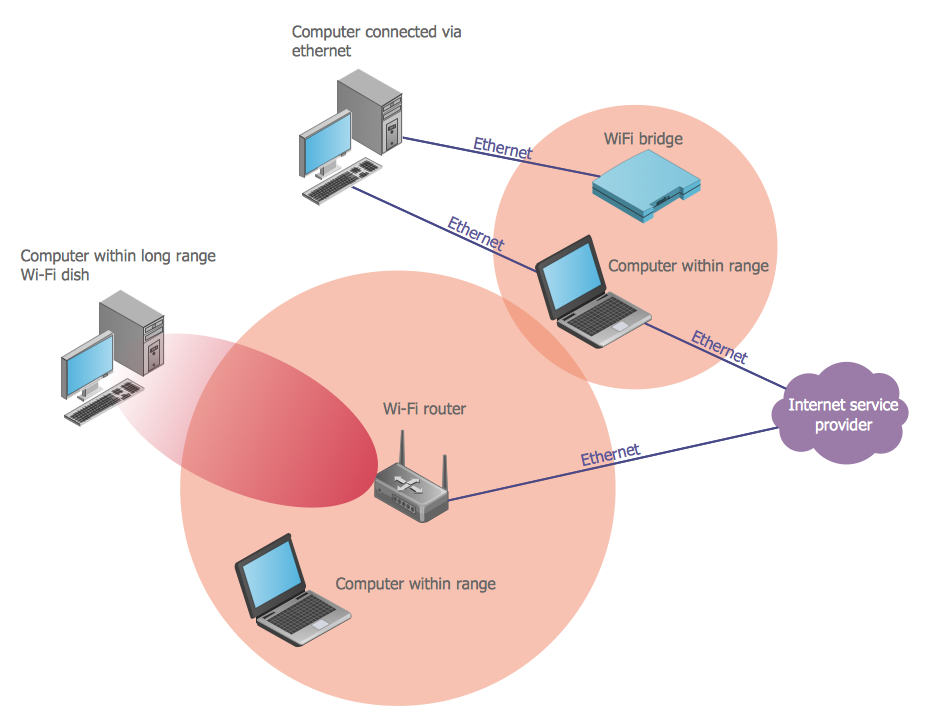 Computer connected via
ethernet
Ethernet
WiFi bridge
Ethernet
Computer within range
Computer within long range
Wi-Fi dish
Ethernet
Internet service
provider
Wi-Fi router
Ethernet
Computer within range